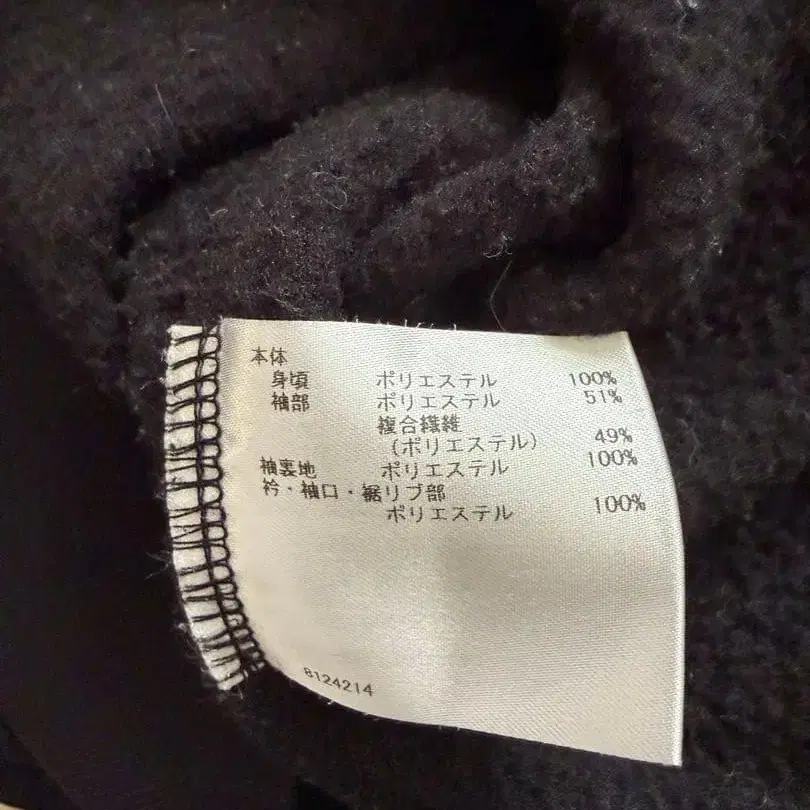 本体
身頃 ポリエステル 100%
袖部 ポリエステル 51%
複合繊維
(ポリエステル) 49%
袖裏地 ポリエステル 100%
衿・袖口・裾リブ部
ポリエステル 100%
8124214